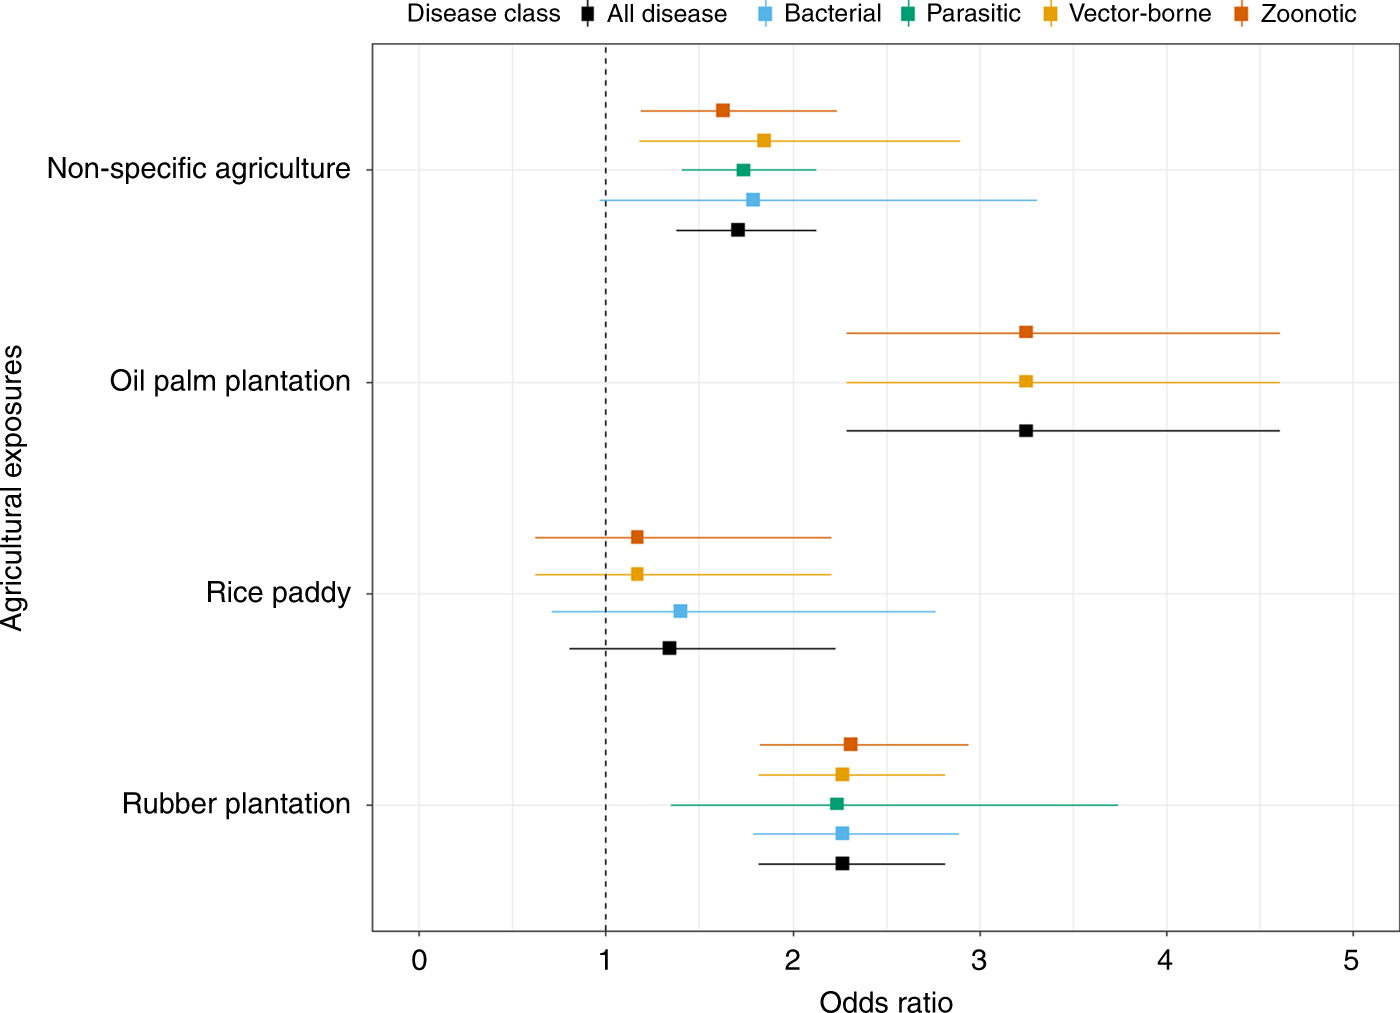 Disease class All disease Bacterial Parasitic Vector-borne Zoonotic
Non-specific agriculture
Oil palm plantation
Rice paddy
Rubber plantation
Agricultural exposures
0 1 2 3 4 5
Odds ratio